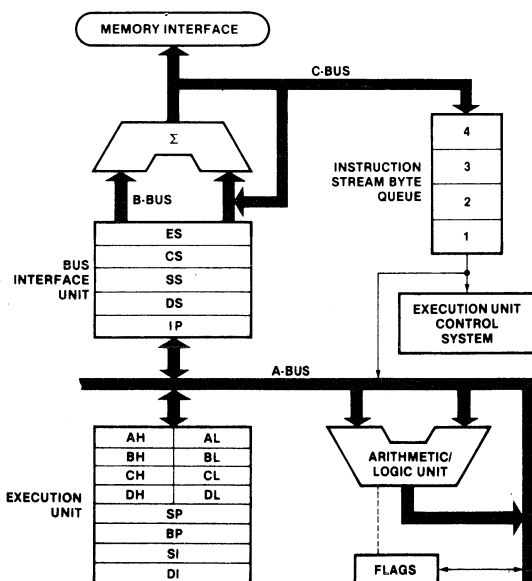 MEMORY INTERFACE
C-BUS
Σ
B-BUS
INSTRUCTION
STREAM BYTE
QUEUE
4
3
2
1
BUS
INTERFACE
UNIT
ES
CS
SS
DS
IP
EXECUTION UNIT
CONTROL
SYSTEM
A-BUS
EXECUTION
UNIT
AH AL
BH BL
CH CL
DH DL
SP
BP
SI
DI
ARITHMETIC/
LOGIC UNIT
FLAGS